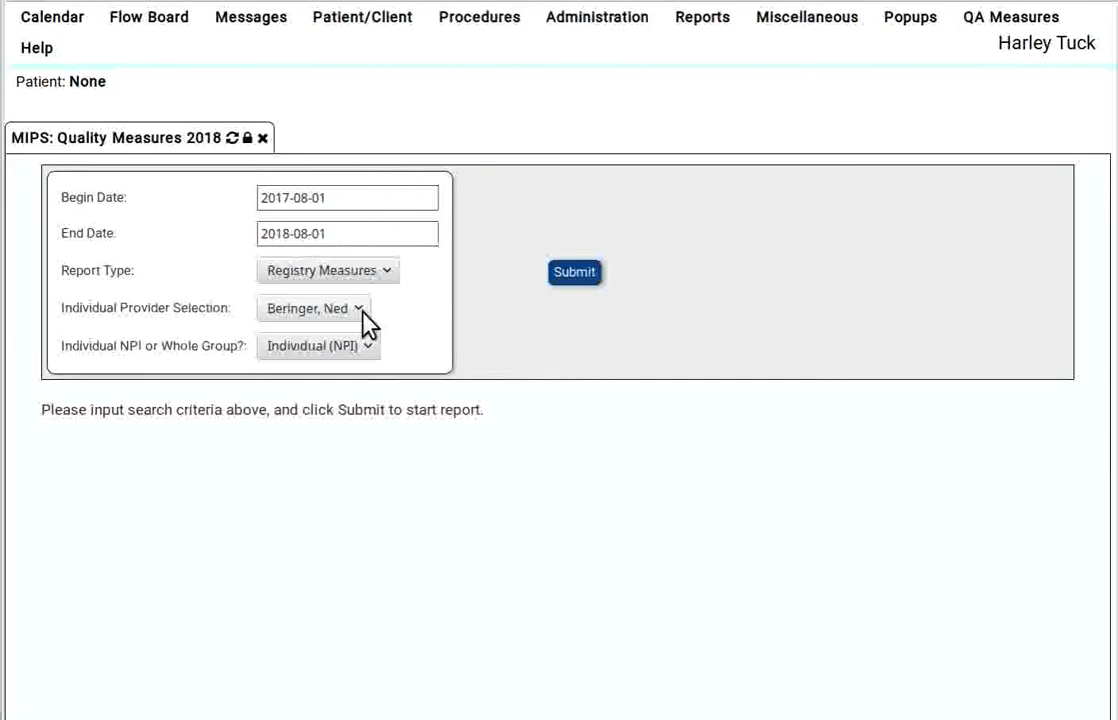 Calendar Flow Board Messages Patient/Client Procedures Administration Reports Miscellaneous Popups QA Measures
Help
Harley Tuck
Patient: None
MIPS: Quality Measures 2018
Begin Date: 2017-08-01
End Date: 2018-08-01
Report Type: Registry Measures
Submit
Individual Provider Selection: Beringer, Ned
Individual NPI or Whole Group?: Individual (NPI)
Please input search criteria above, and click Submit to start report.